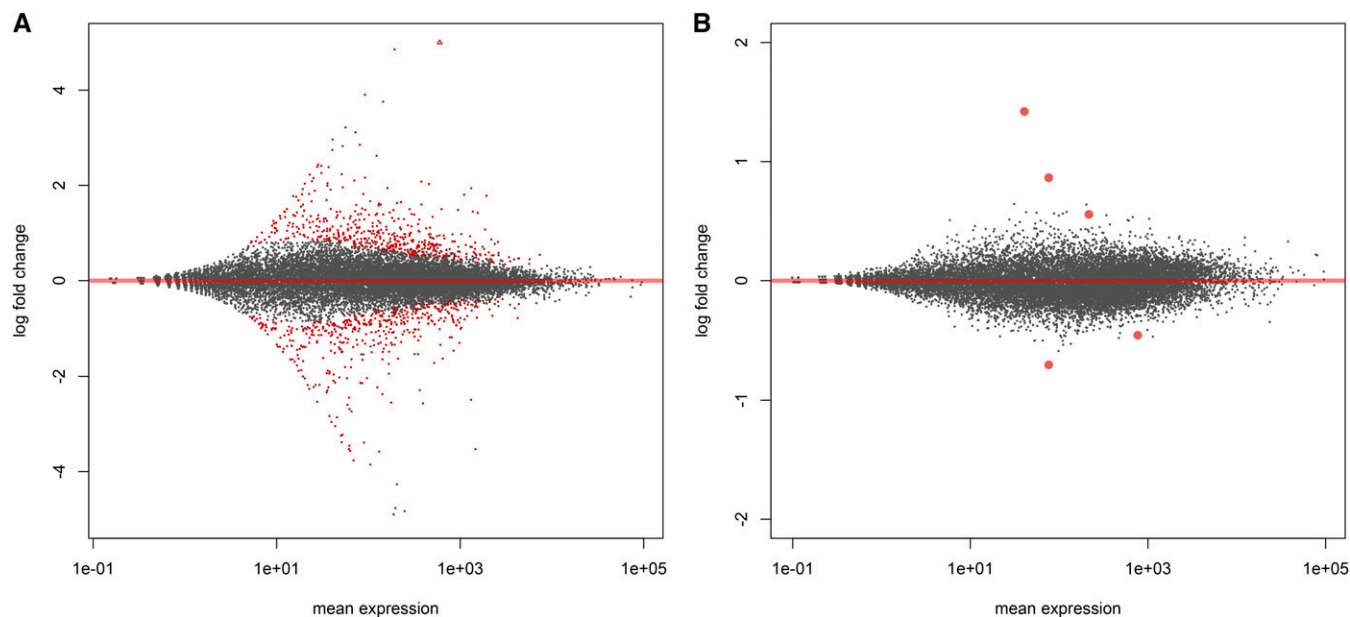 A
4
2
0
-2
-4
log fold change
1e-01
1e+01
1e+03
1e+05
mean expression
B
2
1
0
-1
-2
log fold change
1e-01
1e+01
1e+03
1e+05
mean expression